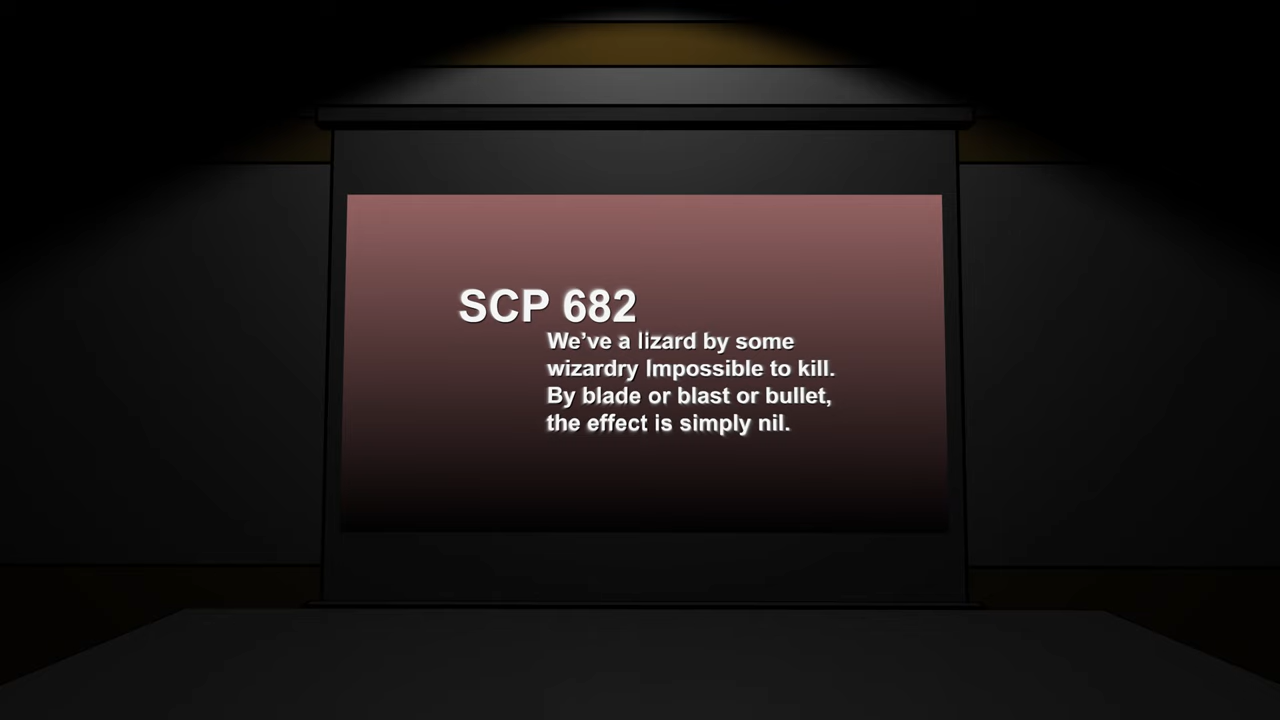 SCP 682
We’ve a lizard by some
wizardry Impossible to kill.
By blade or blast or bullet,
the effect is simply nil.